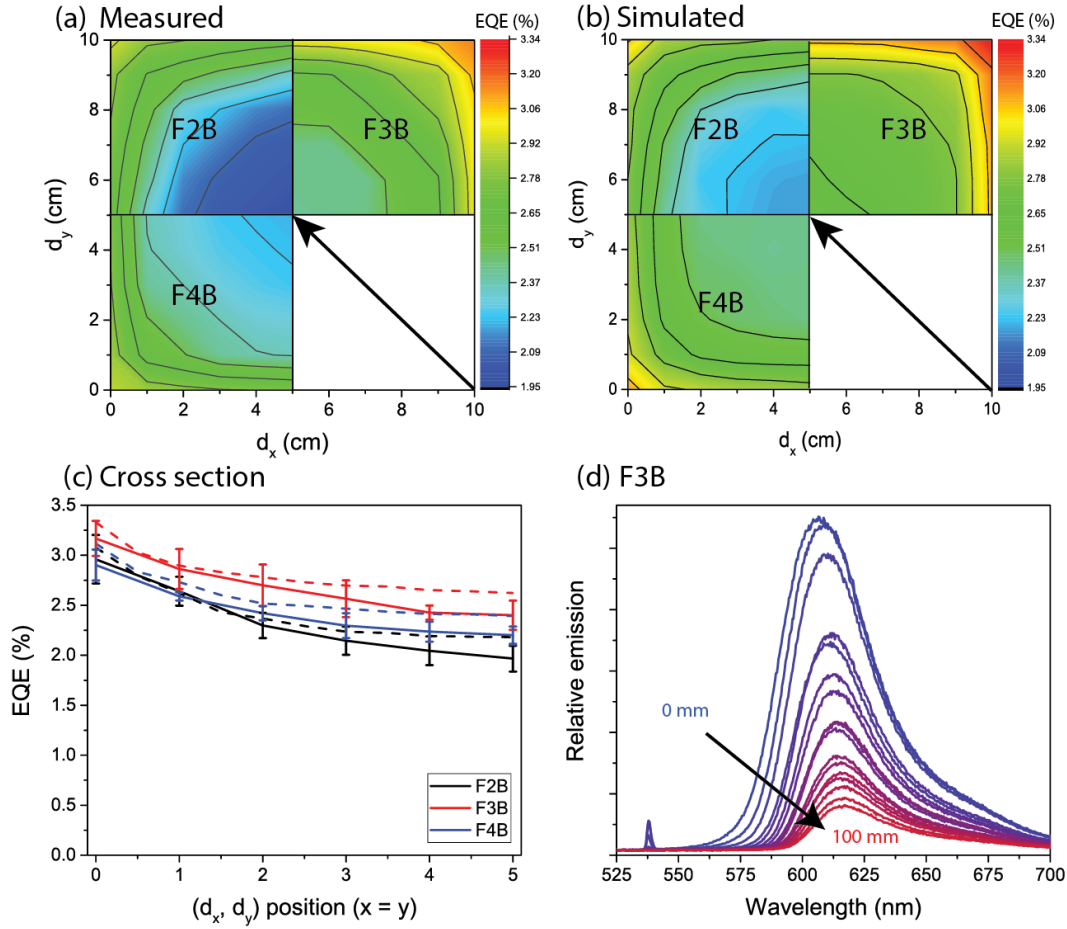 (a) Measured
EQE (%)
10
8
6
4
2
0
d_y (cm)
F2B
F3B
F4B
0
2
4
6
8
10
d_x (cm)
3.34
3.20
3.06
2.93
2.79
2.65
2.51
2.37
2.23
2.09
1.95
(b) Simulated
EQE (%)
10
8
6
4
2
0
d_y (cm)
F2B
F3B
F4B
0
2
4
6
8
10
d_x (cm)
3.34
3.20
3.06
2.93
2.79
2.65
2.51
2.37
2.23
2.09
1.95
(c) Cross section
3.5
3.0
2.5
2.0
1.5
1.0
0.5
0.0
EQE (%)
F2B
F3B
F4B
0
1
2
3
4
5
(d_x, d_y) position (x = y)
(d) F3B
Relative emission
0 mm
100 mm
525
550
575
600
625
650
675
700
Wavelength (nm)